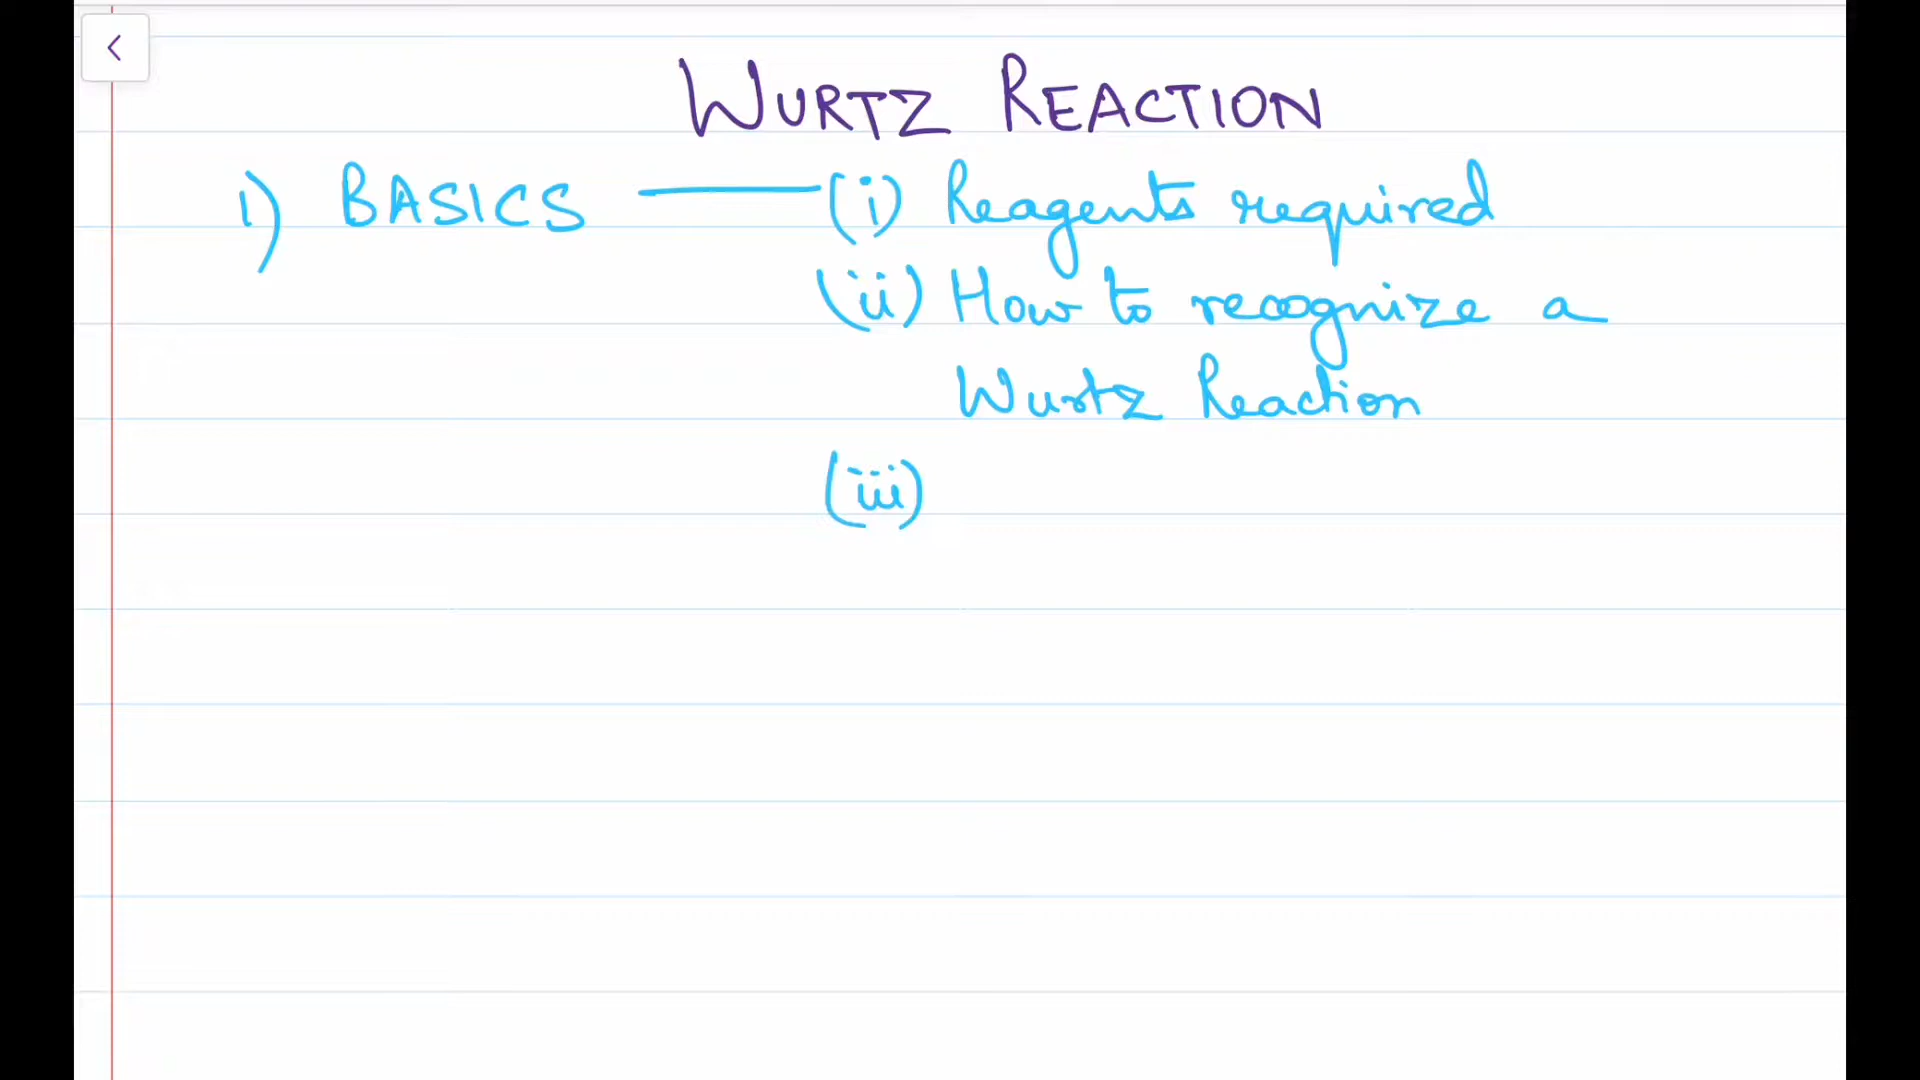 WURTZ REACTION
1) BASICS — (i) Reagents required
(ii) How to recognize a
Wurtz Reaction
(iii)